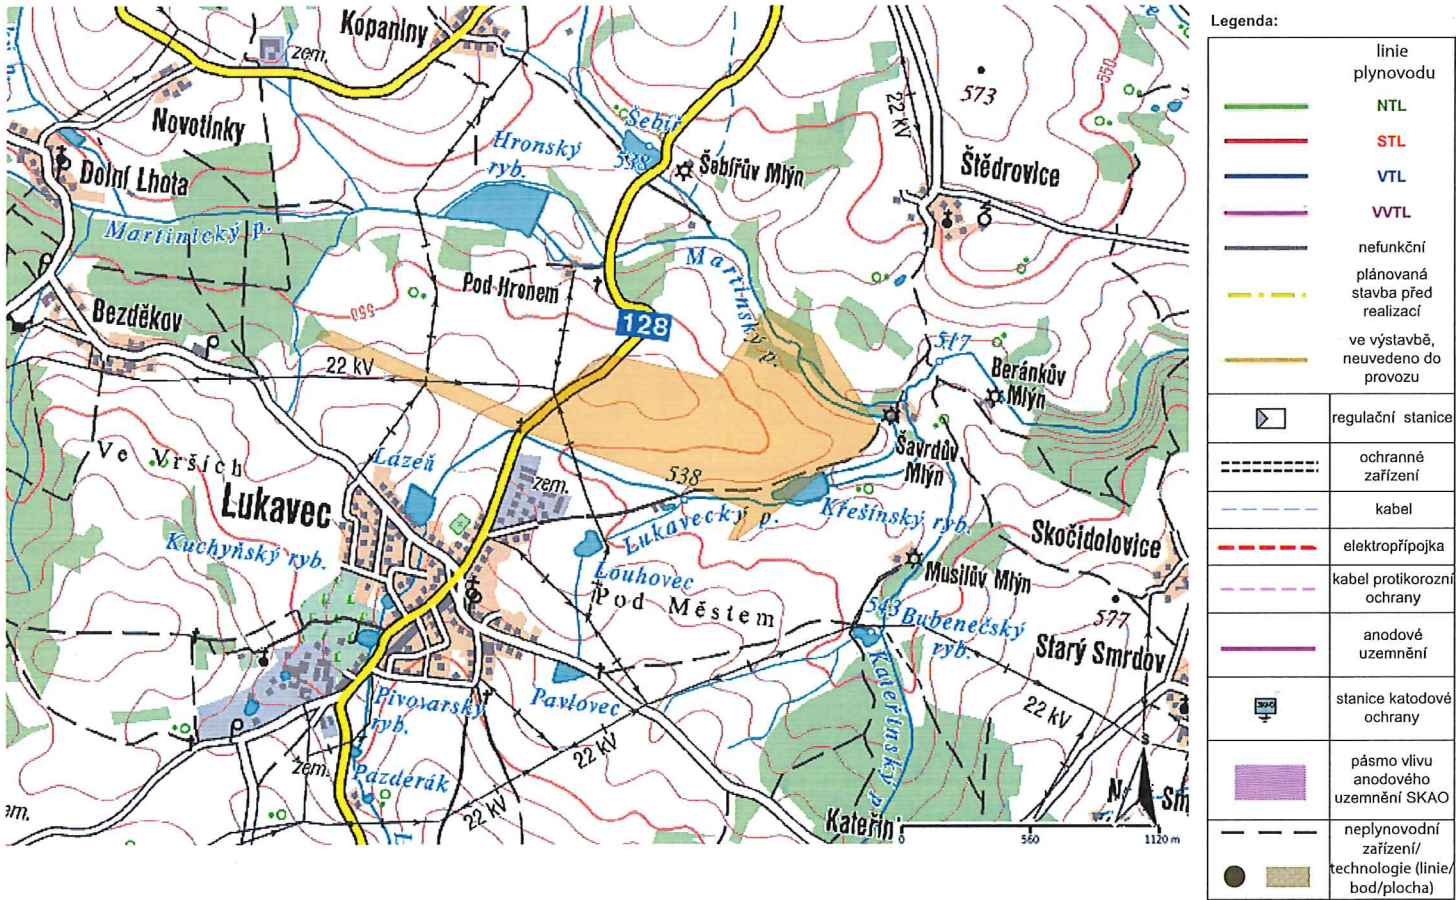 Legenda:
linie
plynovodu
NTL
STL
VTL
VVTL
nefunkční
plánovaná
stavba před
realizací
ve výstavbě,
neuvedeno do
provozu
regulační stanice
ochranné
zařízení
kabel
elektropřípojka
kabel protikorozní
ochrany
anodové
uzemnění
stanice katodové
ochrany
pásmo vlivu
anodového
uzemnění SKAO
neplynovodní
zařízení/
technologie (linie/
bod/plocha)
Kopaniny
zem.
573
550
22 kV
Novotinky
Šebíř
Hronský
ryb.
538
Šebířův Mlýn
Štědrovice
Dolní Lhota
Martinický p.
Martinský p.
Pod Hronem
Bezděkov
550
128
517
22 kV
Beránkův
Mlýn
Ve Vrších
Lázeň
Šavrdův
Mlýn
538
zem.
Lukavec
Lukavecký p.
Křešínský ryb.
Kuchyňský ryb.
Skočidolovice
Louhovec
Musilův Mlýn
Pod Městem
543
Bubenečský
ryb.
577
Starý Smrdov
Pivovarský
ryb.
Pavlovec
Kateřinský p.
22 kV
22 kV
zem.
Pazderák
22 kV
em.
Kateřin
S
N
Sm
0
560
1120 m